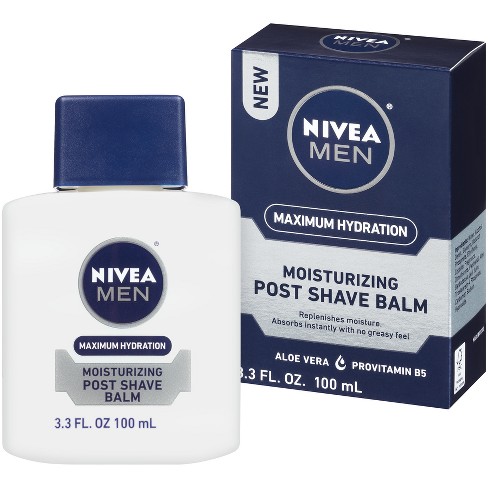 NIVEA
MEN
MAXIMUM HYDRATION
MOISTURIZING
POST SHAVE
BALM
3.3 FL. OZ 100 mL
NEW
NIVEA
MEN
®
MAXIMUM HYDRATION
MOISTURIZING
POST SHAVE BALM
Replenishes moisture.
Absorbs instantly with no greasy feel
ALOE VERA PROVITAMIN B5
3.3 FL. OZ. 100 mL